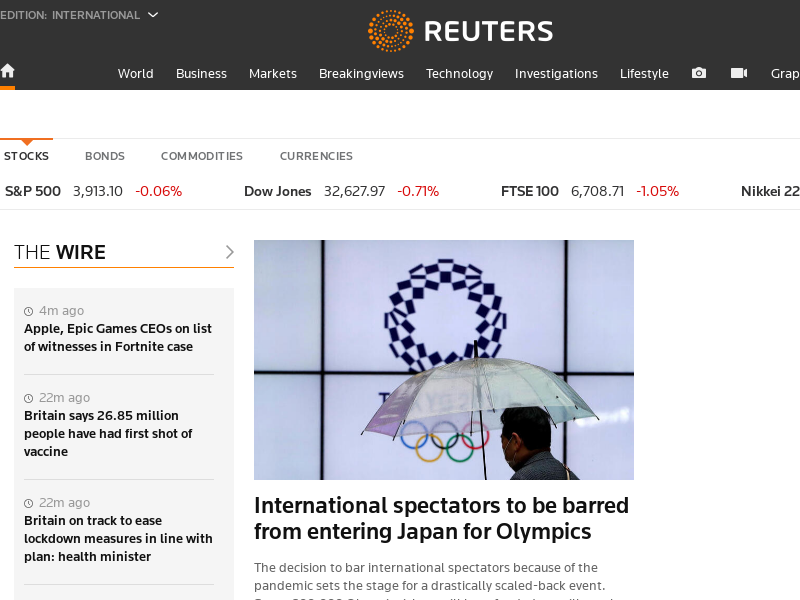 EDITION: INTERNATIONAL
REUTERS
World Business Markets Breakingviews Technology Investigations Lifestyle
STOCKS BONDS COMMODITIES CURRENCIES
S&P 500 3,913.10 -0.06% Dow Jones 32,627.97 -0.71% FTSE 100 6,708.71 -1.05% Nikkei 22
THE WIRE
4m ago
Apple, Epic Games CEOs on list
of witnesses in Fortnite case
22m ago
Britain says 26.85 million
people have had first shot of
vaccine
22m ago
Britain on track to ease
lockdown measures in line with
plan: health minister
International spectators to be barred
from entering Japan for Olympics
The decision to bar international spectators because of the
pandemic sets the stage for a drastically scaled-back event.